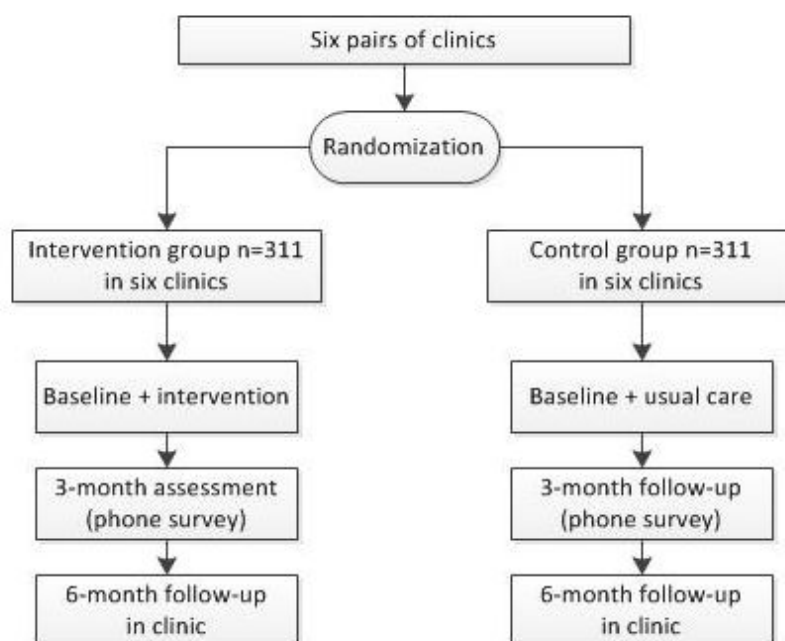 Six pairs of clinics
Randomization
Intervention group n=311
in six clinics
Control group n=311
in six clinics
Baseline + intervention
Baseline + usual care
3-month assessment
(phone survey)
3-month follow-up
(phone survey)
6-month follow-up
in clinic
6-month follow-up
in clinic